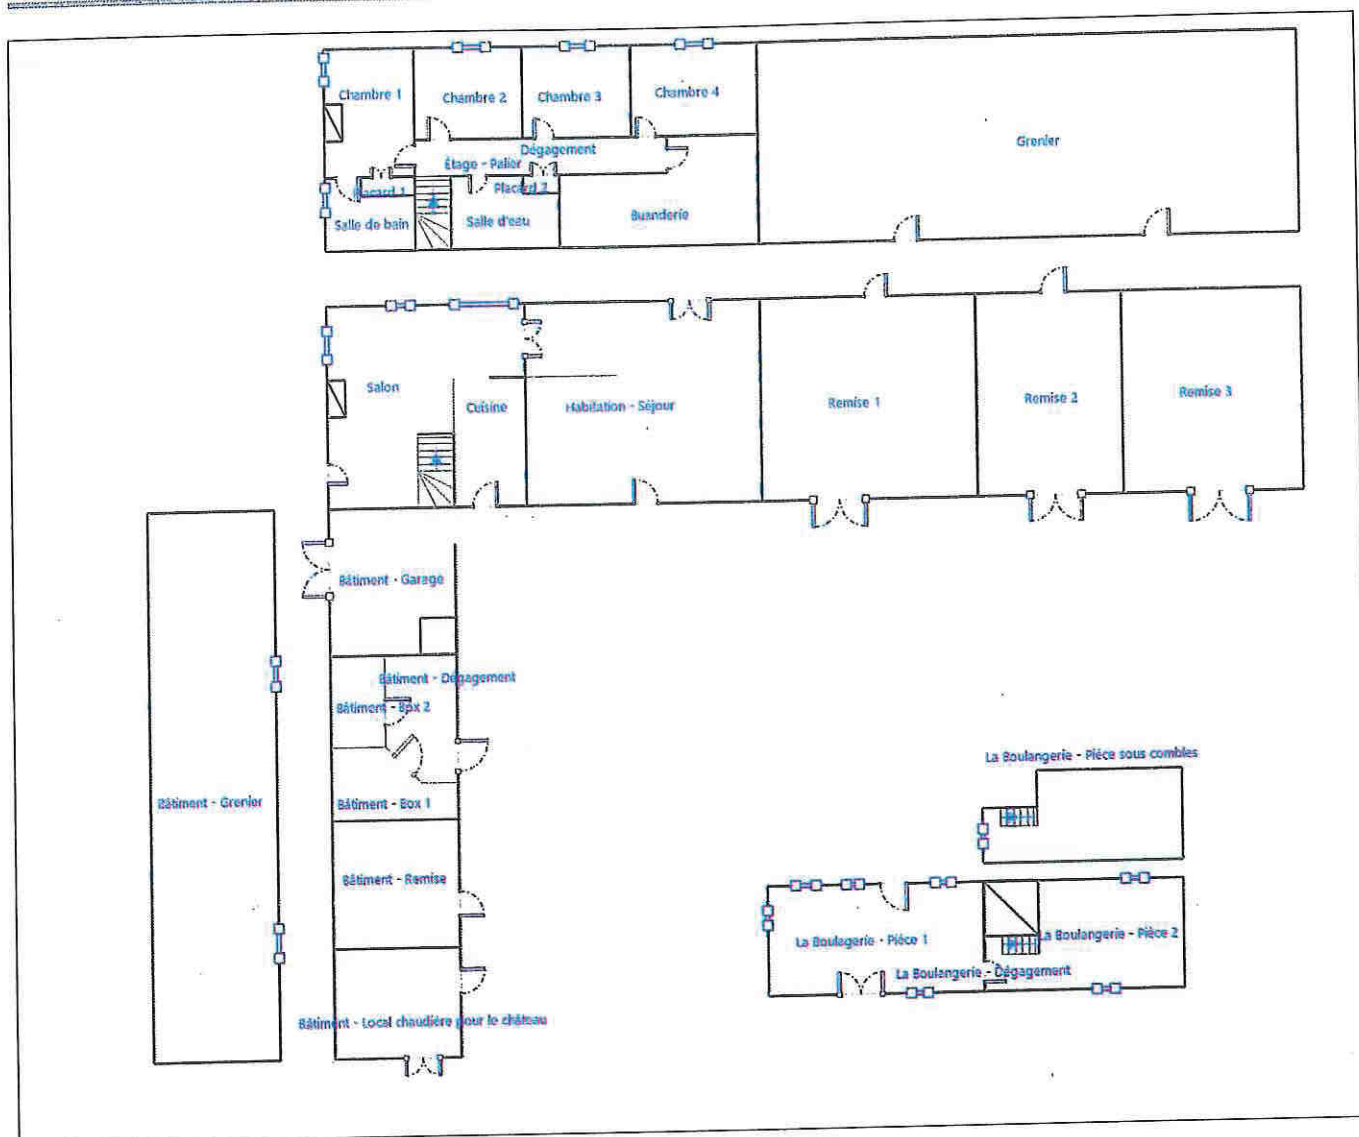 Chambre 1
Chambre 2
Chambre 3
Chambre 4
Grenier
Dégagement
Étage - Palier
Placard 1
Placard 2
Salle de bain
Salle d'eau
Buanderie
Salon
Cuisine
Habitation - Séjour
Remise 1
Remise 2
Remise 3
Bâtiment - Garage
Bâtiment - Dégagement
Bâtiment - Box 2
Bâtiment - Grenier
Bâtiment - Box 1
Bâtiment - Remise
Bâtiment - Local chaudière pour le château
La Boulangerie - Pièce sous combles
La Boulagerie - Pièce 1
La Boulangerie - Pièce 2
La Boulangerie - Dégagement